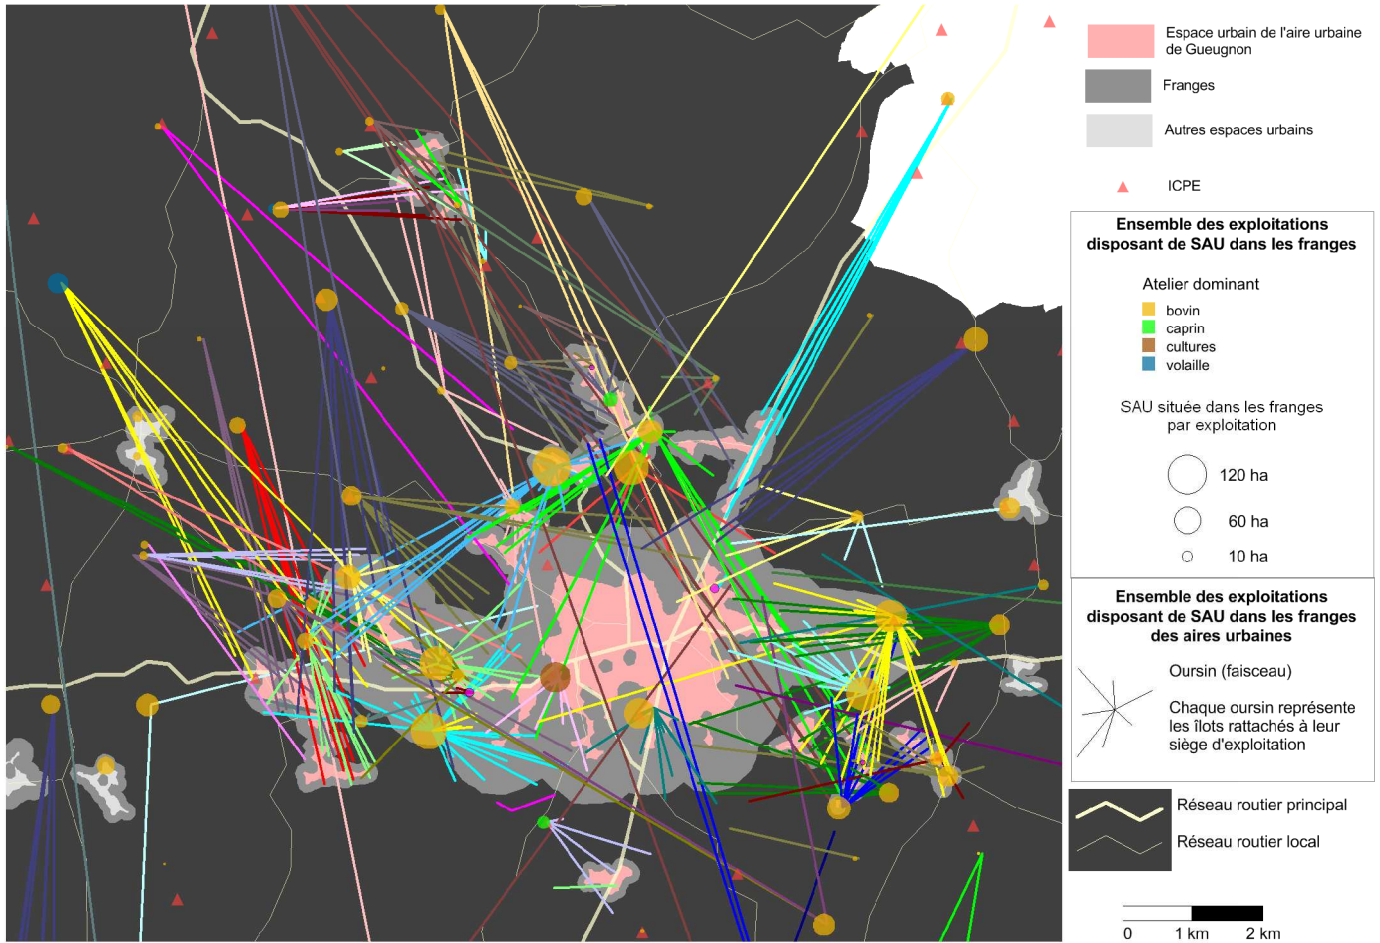 Espace urbain de l'aire urbaine
de Gueugnon
Franges
Autres espaces urbains
ICPE
Ensemble des exploitations
disposant de SAU dans les franges
Atelier dominant
bovin
caprin
cultures
volaille
SAU située dans les franges
par exploitation
120 ha
60 ha
10 ha
Ensemble des exploitations
disposant de SAU dans les franges
des aires urbaines
Oursin (faisceau)
Chaque oursin représente
les îlots rattachés à leur
siège d'exploitation
Réseau routier principal
Réseau routier local
0 1 km 2 km